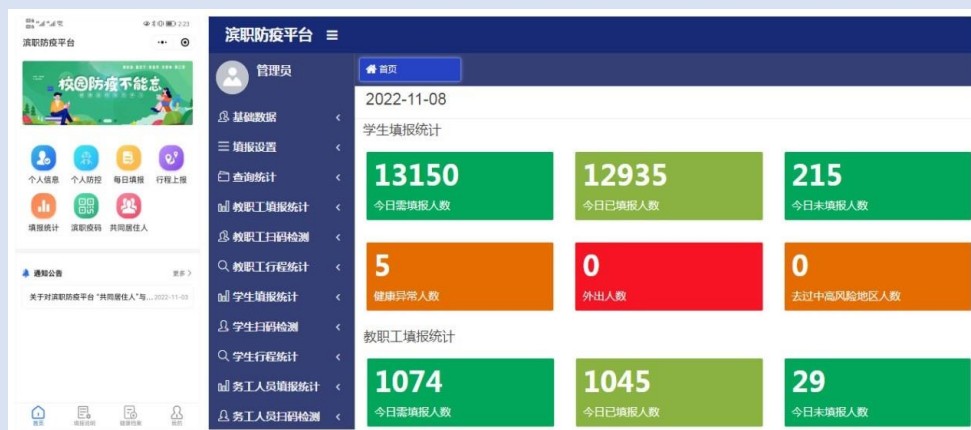 2:23
滨职防疫平台
校园防疫不能忘
个人信息
个人防控
每日填报
行程上报
填报统计
滨职疫码
共同居住人
通知公告
更多 >
关于对滨职防疫平台 "共同居住人"与...
2022-11-03
首页
我的
滨职防疫平台
管理员
基础数据
填报设置
查询统计
教职工填报统计
教职工扫码检测
教职工行程统计
学生填报统计
学生扫码检测
学生行程统计
务工人员填报统计
务工人员扫码检测
首页
2022-11-08
学生填报统计
13150
今日需填报人数
12935
今日已填报人数
215
今日未填报人数
5
健康异常人数
0
外出人数
0
去过中高风险地区人数
教职工填报统计
1074
今日需填报人数
1045
今日已填报人数
29
今日未填报人数